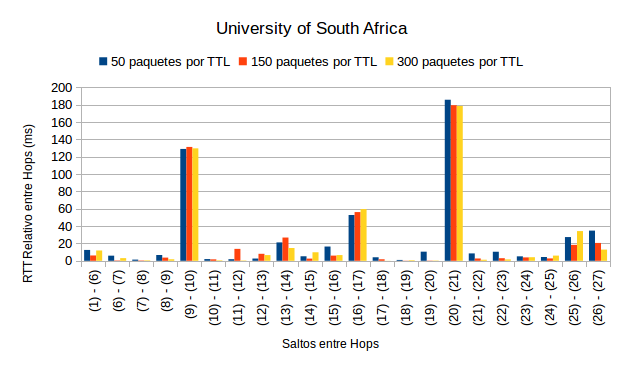 University of South Africa
50 paquetes por TTL 150 paquetes por TTL 300 paquetes por TTL
RTT Relativo entre Hops (ms)
200
180
160
140
120
100
80
60
40
20
0
(1) - (6)
(6) - (7)
(7) - (8)
(8) - (9)
(9) - (10)
(10) - (11)
(11) - (12)
(12) - (13)
(13) - (14)
(14) - (15)
(15) - (16)
(16) - (17)
(17) - (18)
(18) - (19)
(19) - (20)
(20) - (21)
(21) - (22)
(22) - (23)
(23) - (24)
(24) - (25)
(25) - (26)
(26) - (27)
Saltos entre Hops